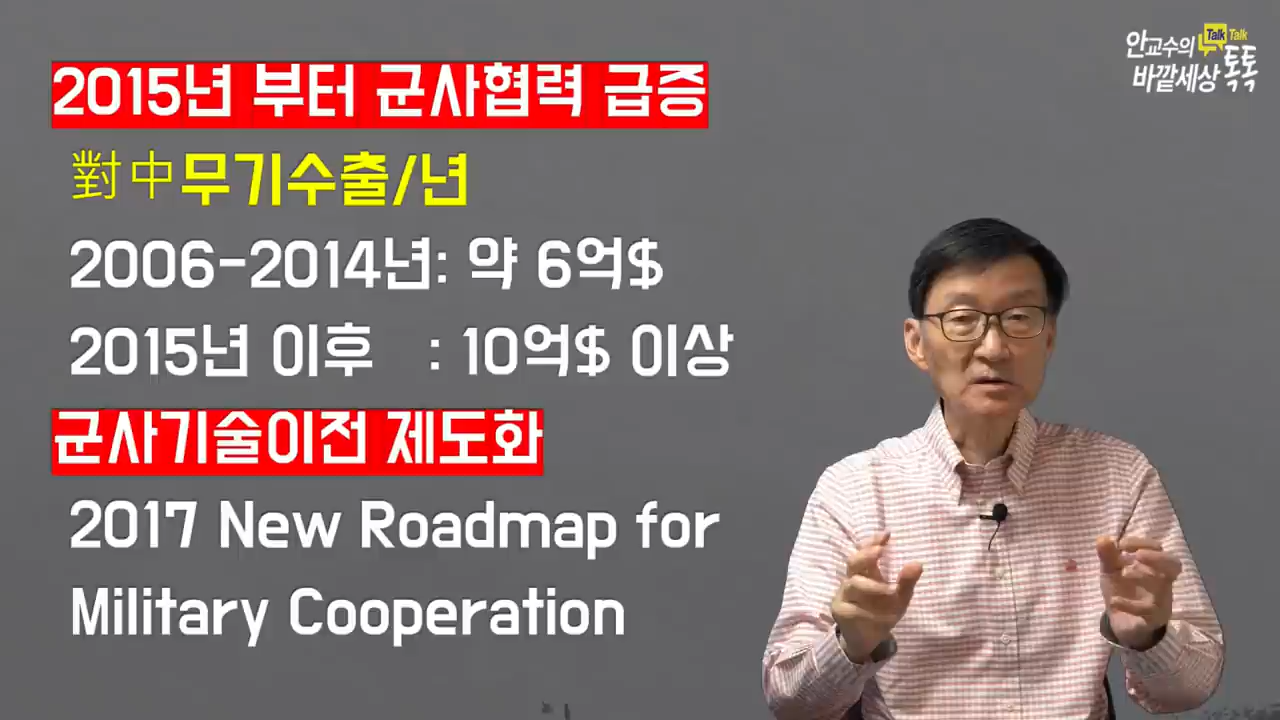 2015년 부터 군사협력 급증
對中무기수출/년
2006-2014년: 약 6억$
2015년 이후 : 10억$ 이상
군사기술이전 제도화
2017 New Roadmap for
Military Cooperation
안교수의 Talk Talk
바깥세상 톡톡